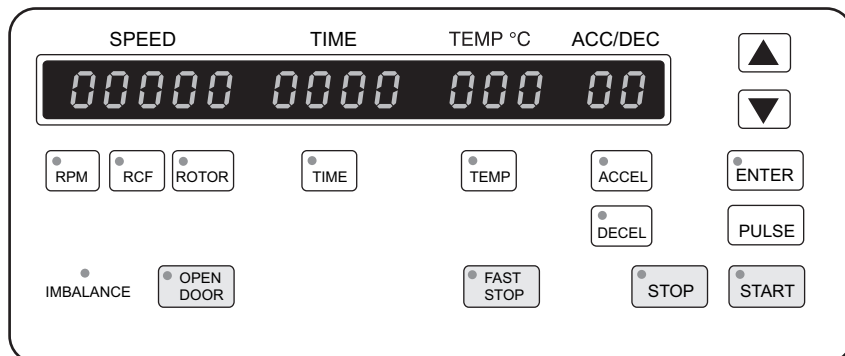 SPEED TIME TEMP °C ACC/DEC
00000 0000 000 00
RPM RCF ROTOR TIME TEMP ACCEL ENTER
DECEL PULSE
IMBALANCE OPEN DOOR FAST STOP STOP START